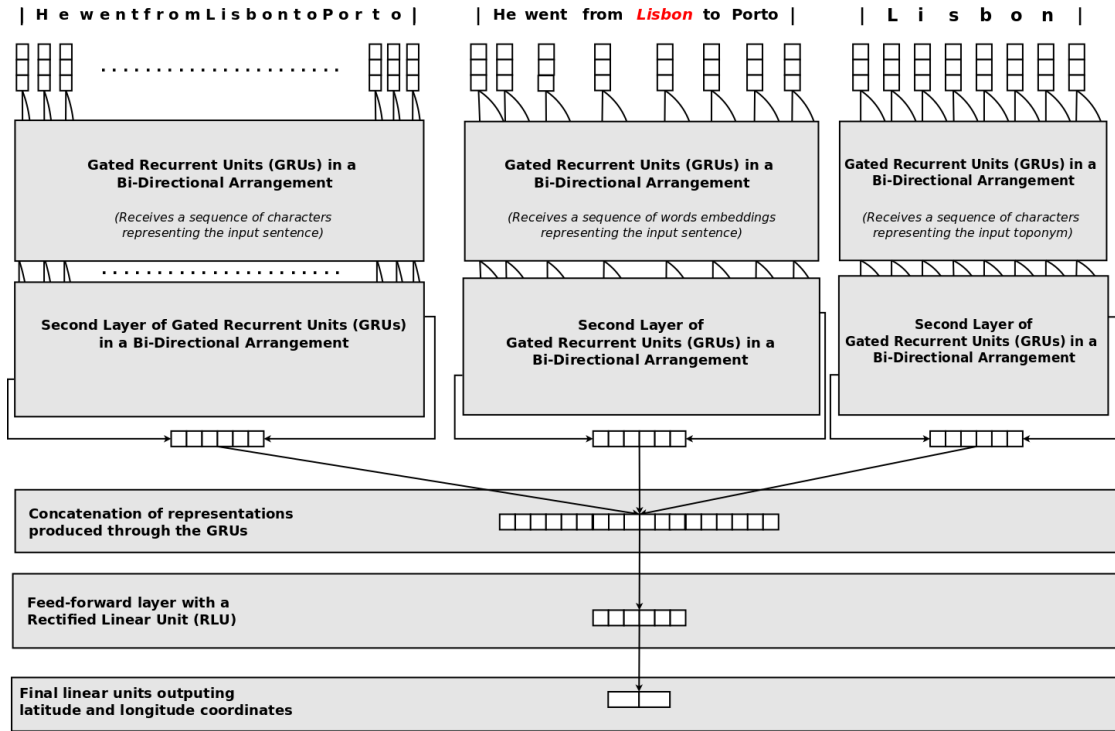 | H e w e n t f r o m L i s b o n t o P o r t o |
| He went from Lisbon to Porto |
| L i s b o n |
Gated Recurrent Units (GRUs) in a
Bi-Directional Arrangement
(Receives a sequence of characters
representing the input sentence)
Gated Recurrent Units (GRUs) in a
Bi-Directional Arrangement
(Receives a sequence of words embeddings
representing the input sentence)
Gated Recurrent Units (GRUs) in a
Bi-Directional Arrangement
(Receives a sequence of characters
representing the input toponym)
Second Layer of Gated Recurrent Units (GRUs)
in a Bi-Directional Arrangement
Second Layer of
Gated Recurrent Units (GRUs) in a
Bi-Directional Arrangement
Second Layer of
Gated Recurrent Units (GRUs) in a
Bi-Directional Arrangement
Concatenation of representations
produced through the GRUs
Feed-forward layer with a
Rectified Linear Unit (RLU)
Final linear units outputing
latitude and longitude coordinates